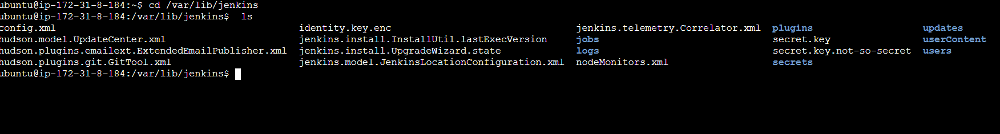 ubuntu@ip-172-31-8-184:~$ cd /var/lib/jenkins
ubuntu@ip-172-31-8-184:/var/lib/jenkins$  ls
config.xml identity.key.enc jenkins.telemetry.Correlator.xml plugins updates
hudson.model.UpdateCenter.xml jenkins.install.InstallUtil.lastExecVersion jobs secret.key userContent
hudson.plugins.emailext.ExtendedEmailPublisher.xml jenkins.install.UpgradeWizard.state logs secret.key.not-so-secret users
hudson.plugins.git.GitTool.xml jenkins.model.JenkinsLocationConfiguration.xml nodeMonitors.xml secrets
ubuntu@ip-172-31-8-184:/var/lib/jenkins$